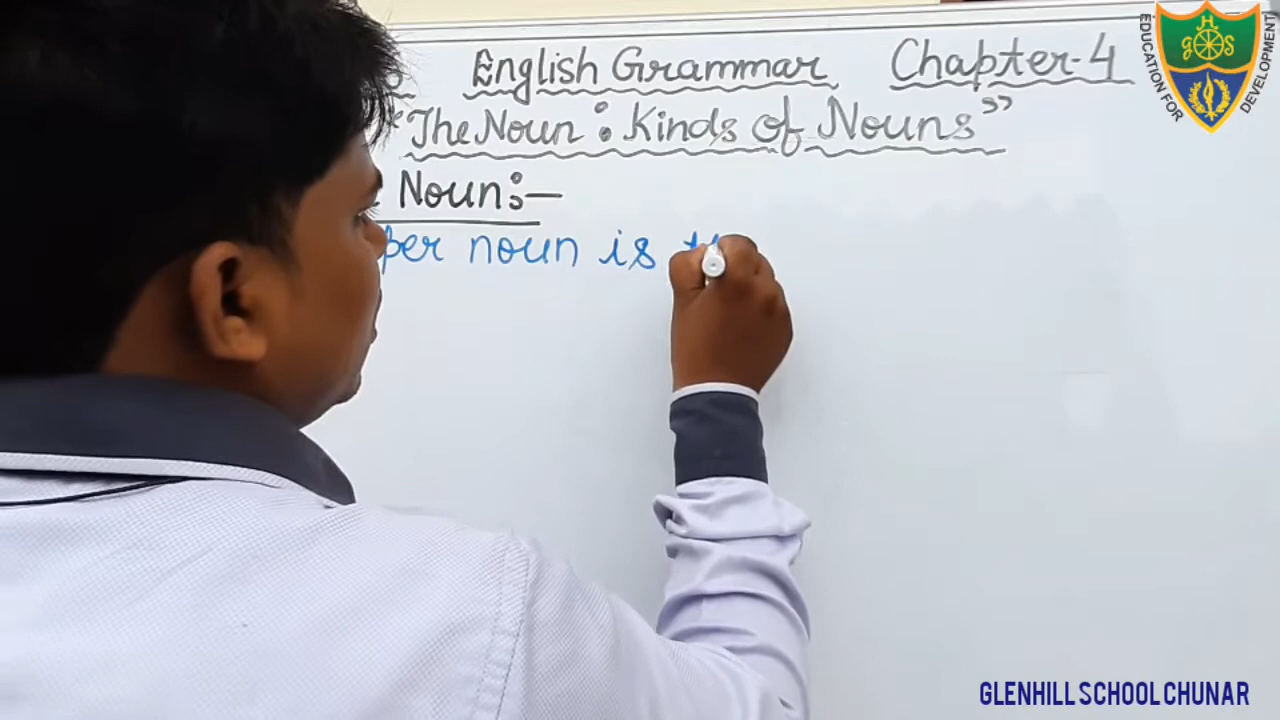 English Grammar Chapter-4
"The Noun: Kinds of Nouns"
Noun:-
per noun is
EDUCATION FOR DEVELOPMENT
GHS
GLENHILL SCHOOL CHUNAR